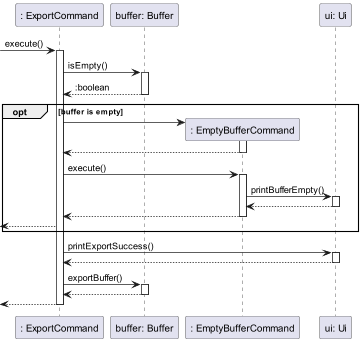 : ExportCommand
buffer: Buffer
ui: Ui
execute()
isEmpty()
:boolean
opt
[buffer is empty]
: EmptyBufferCommand
execute()
printBufferEmpty()
printExportSuccess()
exportBuffer()
: ExportCommand
buffer: Buffer
: EmptyBufferCommand
ui: Ui